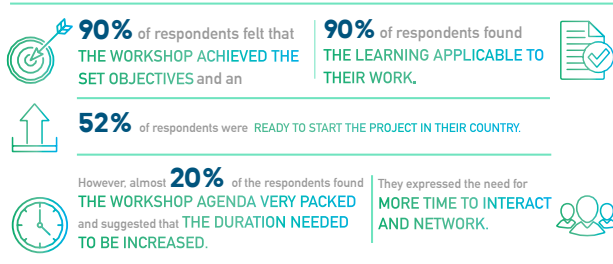 90% of respondents felt that
THE WORKSHOP ACHIEVED THE
SET OBJECTIVES and an
90% of respondents found
THE LEARNING APPLICABLE TO
THEIR WORK.
52% of respondents were READY TO START THE PROJECT IN THEIR COUNTRY.
However, almost 20% of the respondents found
THE WORKSHOP AGENDA VERY PACKED
and suggested that THE DURATION NEEDED
TO BE INCREASED.
They expressed the need for
MORE TIME TO INTERACT
AND NETWORK.